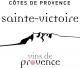 CÔTES DE PROVENCE
sainte-victoire
vins de
provence